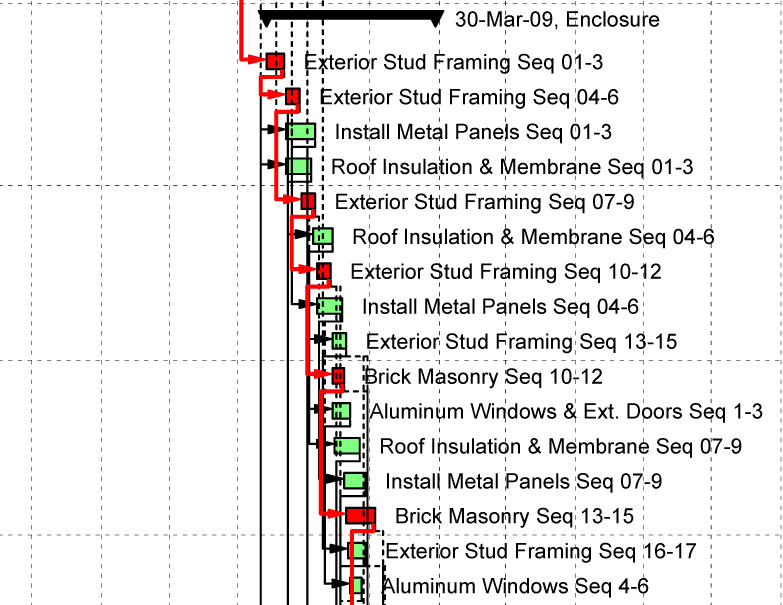 30-Mar-09, Enclosure
Exterior Stud Framing Seq 01-3
Exterior Stud Framing Seq 04-6
Install Metal Panels Seq 01-3
Roof Insulation & Membrane Seq 01-3
Exterior Stud Framing Seq 07-9
Roof Insulation & Membrane Seq 04-6
Exterior Stud Framing Seq 10-12
Install Metal Panels Seq 04-6
Exterior Stud Framing Seq 13-15
Brick Masonry Seq 10-12
Aluminum Windows & Ext. Doors Seq 1-3
Roof Insulation & Membrane Seq 07-9
Install Metal Panels Seq 07-9
Brick Masonry Seq 13-15
Exterior Stud Framing Seq 16-17
Aluminum Windows Seq 4-6